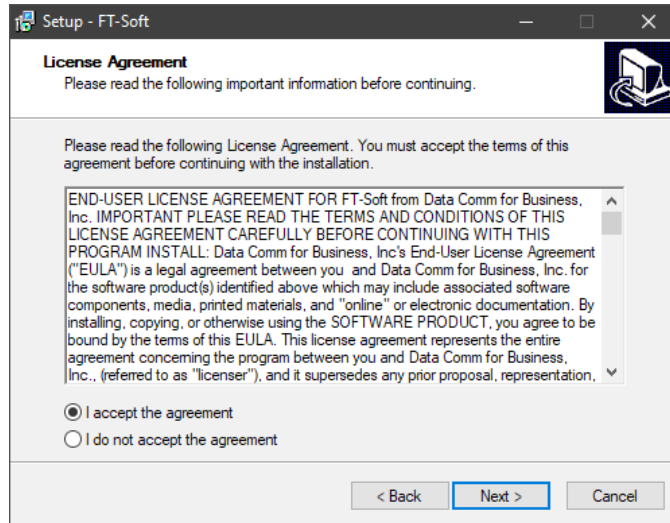 Setup - FT-Soft
License Agreement
Please read the following important information before continuing.
Please read the following License Agreement. You must accept the terms of this
agreement before continuing with the installation.
END-USER LICENSE AGREEMENT FOR FT-Soft from Data Comm for Business,
Inc. IMPORTANT PLEASE READ THE TERMS AND CONDITIONS OF THIS
LICENSE AGREEMENT CAREFULLY BEFORE CONTINUING WITH THIS
PROGRAM INSTALL: Data Comm for Business, Inc's End-User License Agreement
("EULA") is a legal agreement between you  and Data Comm for Business, Inc. for
the software product(s) identified above which may include associated software
components, media, printed materials, and "online" or electronic documentation. By
installing, copying, or otherwise using the SOFTWARE PRODUCT, you agree to be
bound by the terms of this EULA. This license agreement represents the entire
agreement concerning the program between you and Data Comm for Business,
Inc., (referred to as "licenser"), and it supersedes any prior proposal, representation,
I accept the agreement
I do not accept the agreement
< Back
Next >
Cancel